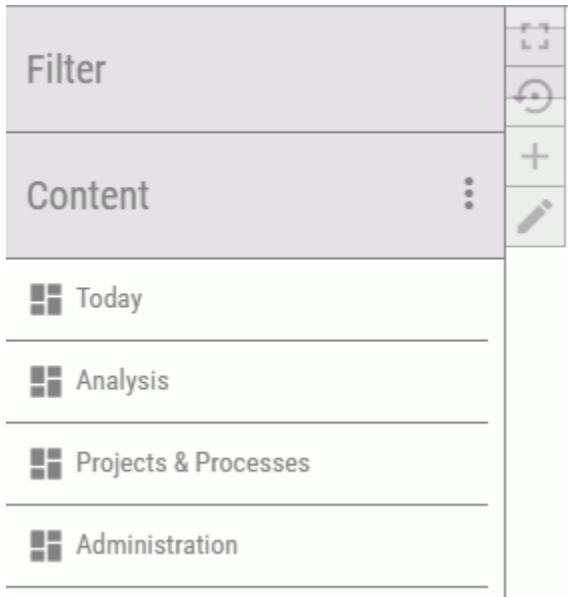 Filter
Content
Today
Analysis
Projects & Processes
Administration